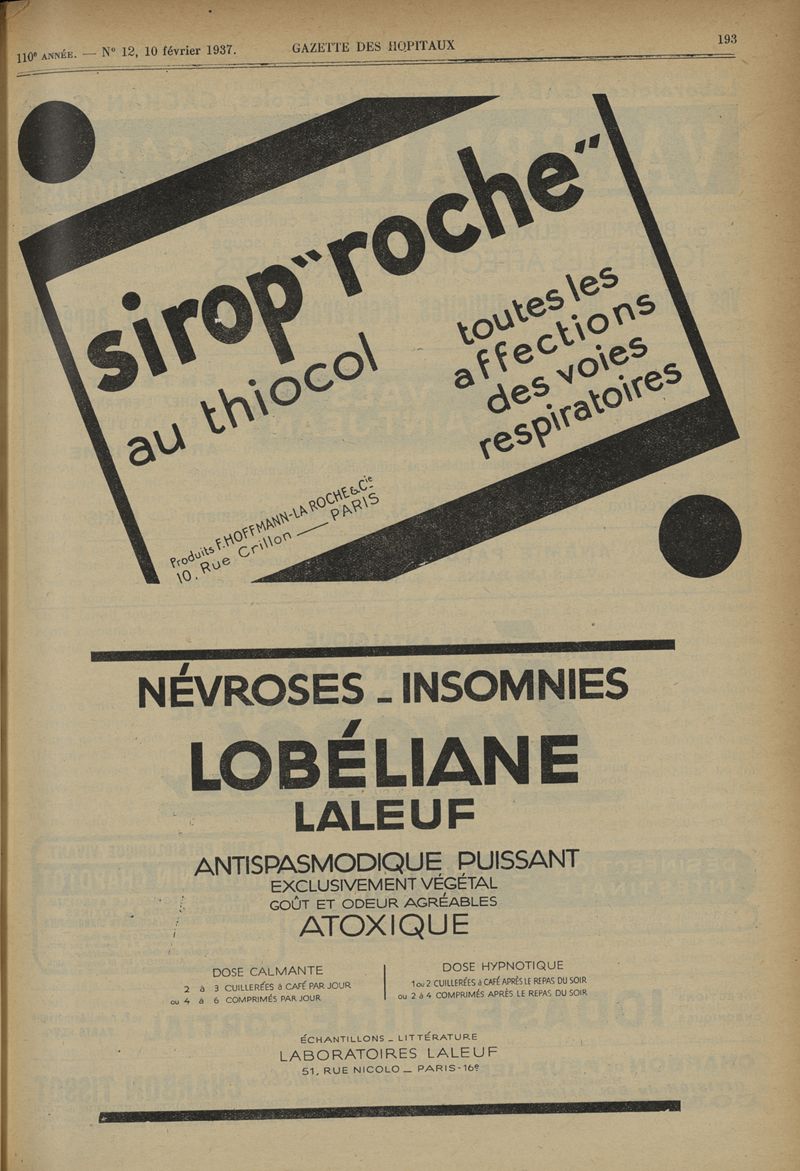 110e ANNÉE. — N° 12, 10 février 1937.
GAZETTE DES HOPITAUX
193
sirop "roche"
au thiocol
toutes les
affections
des voies
respiratoires
Produits F. HOFFMANN-LA ROCHE & Cie
10, Rue Crillon — PARIS
NÉVROSES _ INSOMNIES
LOBÉLIANE
LALEUF
ANTISPASMODIQUE PUISSANT
EXCLUSIVEMENT VÉGÉTAL
GOÛT ET ODEUR AGRÉABLES
ATOXIQUE
DOSE CALMANTE
2 à 3 CUILLERÉES à CAFÉ PAR JOUR
ou 4 à 6 COMPRIMÉS PAR JOUR
DOSE HYPNOTIQUE
1 ou 2 CUILLERÉES à CAFÉ APRÈS LE REPAS DU SOIR
ou 2 à 4 COMPRIMÉS APRÈS LE REPAS DU SOIR
ÉCHANTILLONS _ LITTÉRATURE
LABORATOIRES LALEUF
51, RUE NICOLO _ PARIS-16e